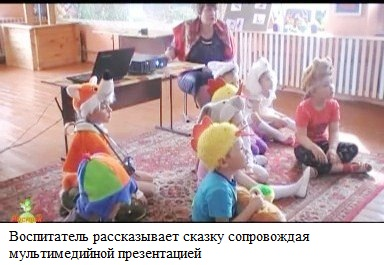 Воспитатель рассказывает сказку сопровождая
мультимедийной презентацией